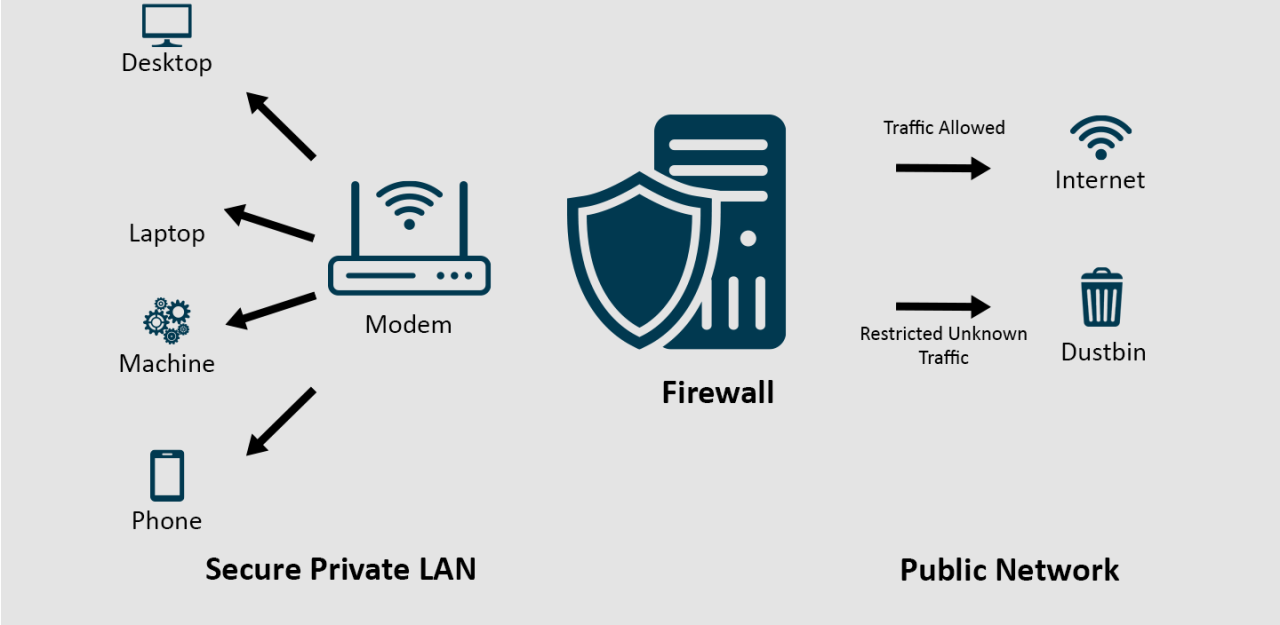 Desktop
Laptop
Machine
Phone
Modem
Secure Private LAN
Firewall
Traffic Allowed
Internet
Restricted Unknown
Traffic
Dustbin
Public Network